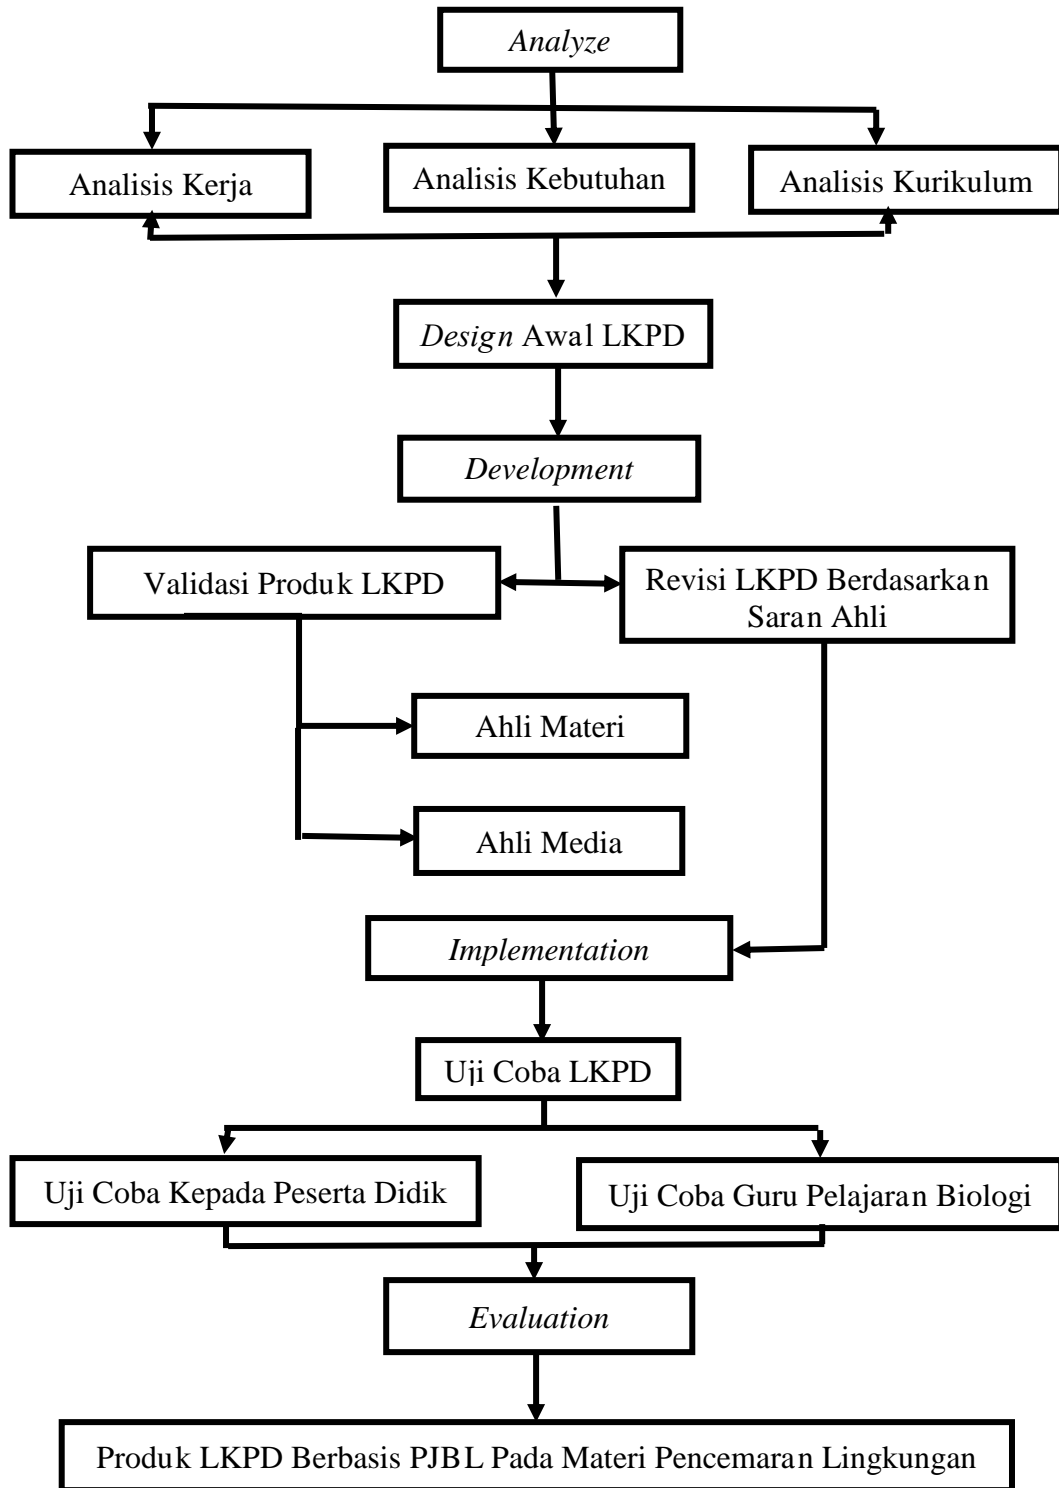 Analyze
Analisis Kerja
Analisis Kebutuhan
Analisis Kurikulum
Design Awal LKPD
Development
Validasi Produk LKPD
Revisi LKPD Berdasarkan
Saran Ahli
Ahli Materi
Ahli Media
Implementation
Uji Coba LKPD
Uji Coba Kepada Peserta Didik
Uji Coba Guru Pelajaran Biologi
Evaluation
Produk LKPD Berbasis PJBL Pada Materi Pencemaran Lingkungan